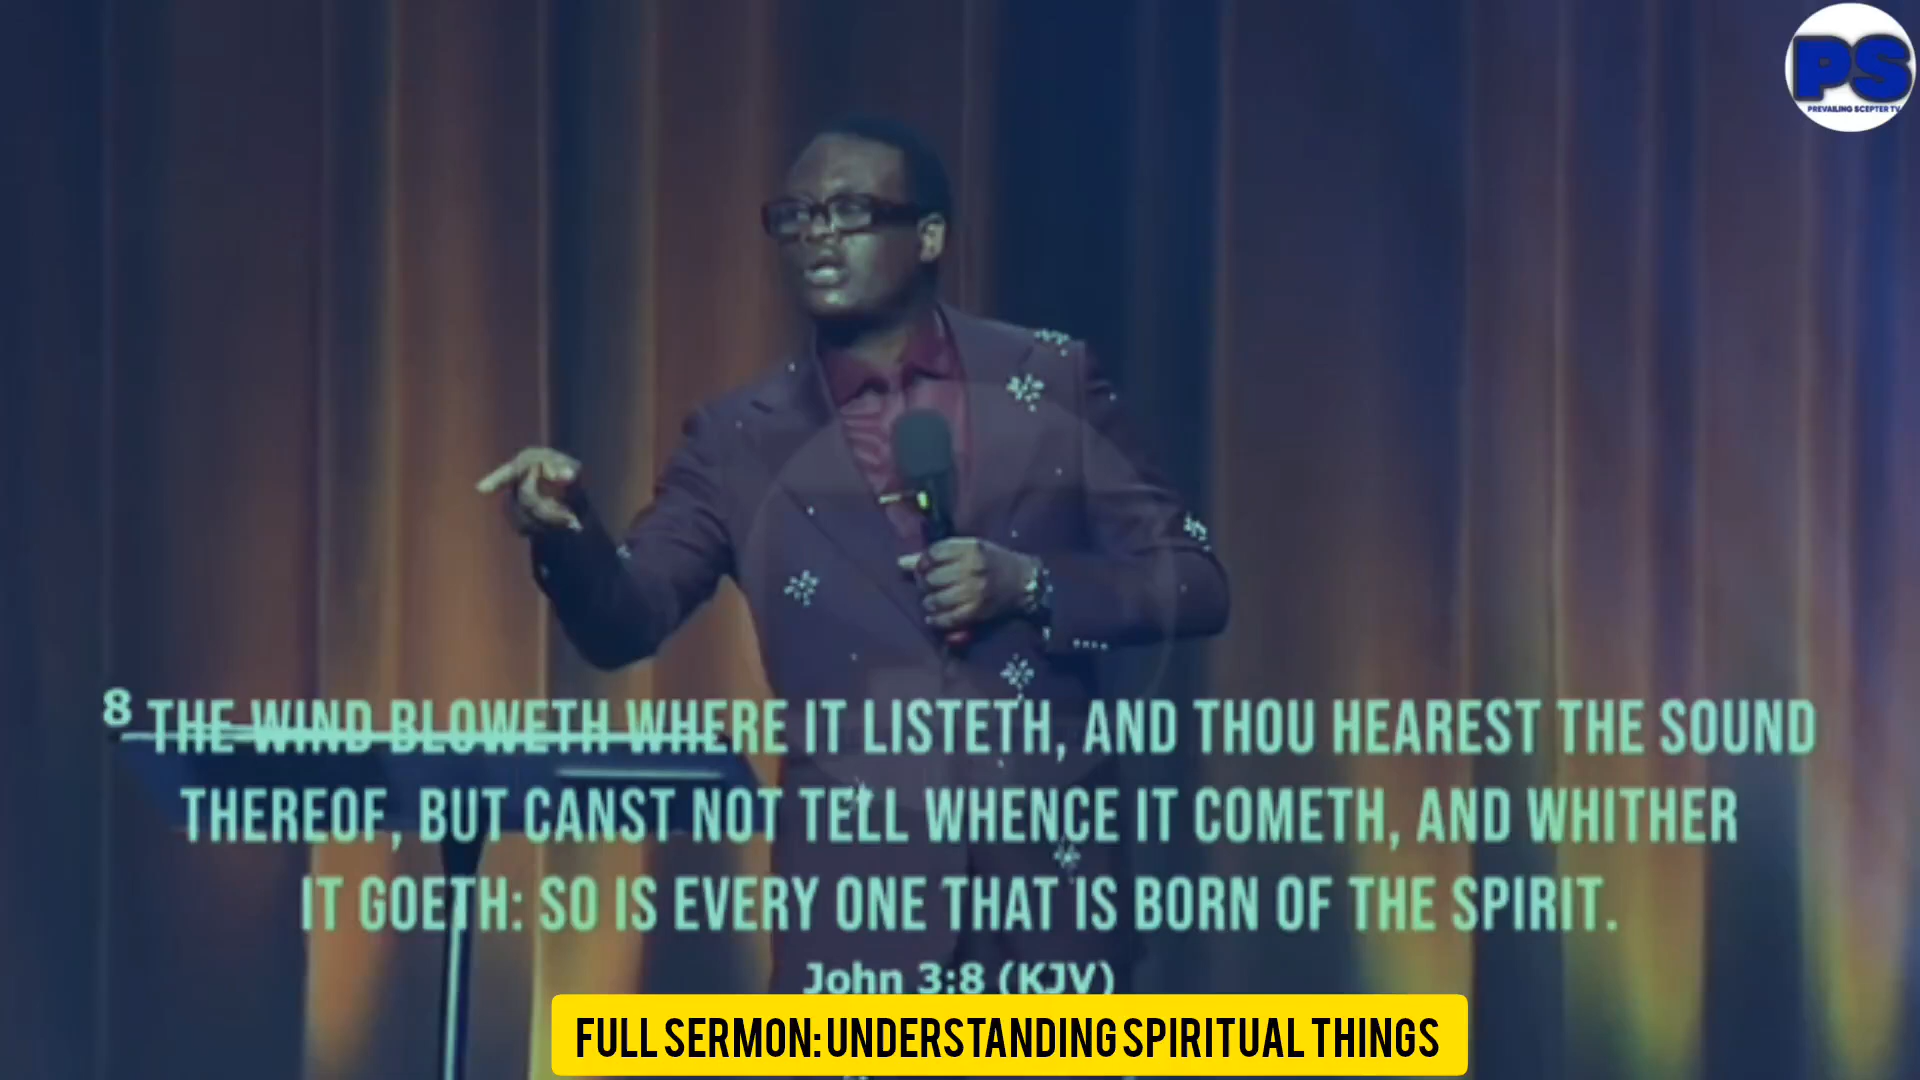 PS
PREVAILING SCEPTER TV
8 THE WIND BLOWETH WHERE IT LISTETH, AND THOU HEAREST THE SOUND
THEREOF, BUT CANST NOT TELL WHENCE IT COMETH, AND WHITHER
IT GOETH: SO IS EVERY ONE THAT IS BORN OF THE SPIRIT.
John 3:8 (KJV)
FULL SERMON: UNDERSTANDING SPIRITUAL THINGS